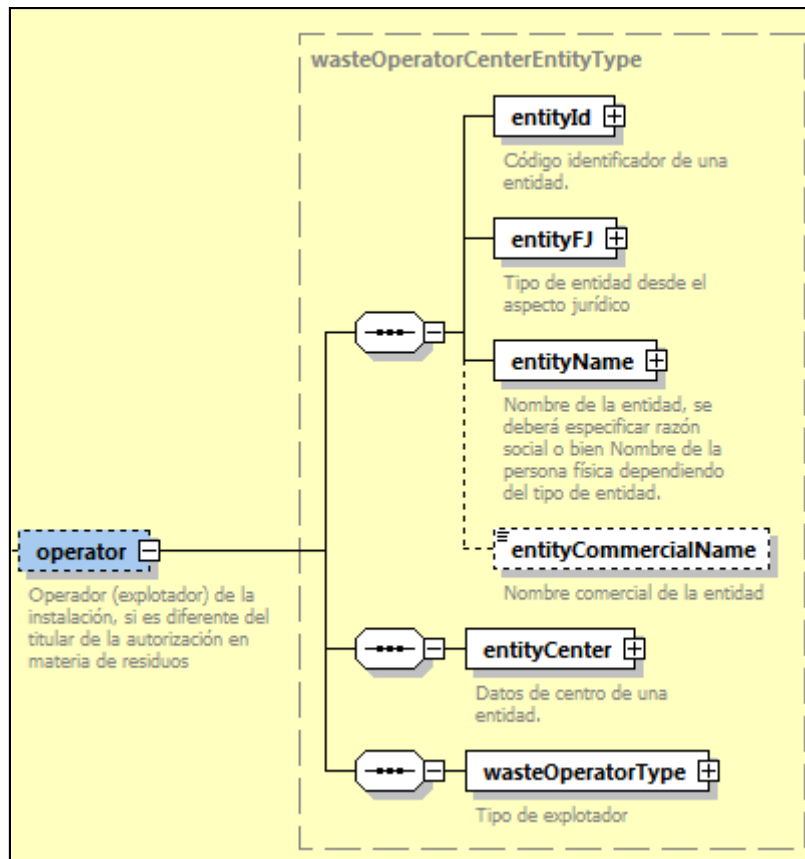 wasteOperatorCenterEntityType
entityId
Código identificador de una
entidad.
entityFJ
Tipo de entidad desde el
aspecto jurídico
entityName
Nombre de la entidad, se
deberá especificar razón
social o bien Nombre de la
persona física dependiendo
del tipo de entidad.
entityCommercialName
Nombre comercial de la entidad
operator
Operador (explotador) de la
instalación, si es diferente del
titular de la autorización en
materia de residuos
entityCenter
Datos de centro de una
entidad.
wasteOperatorType
Tipo de explotador